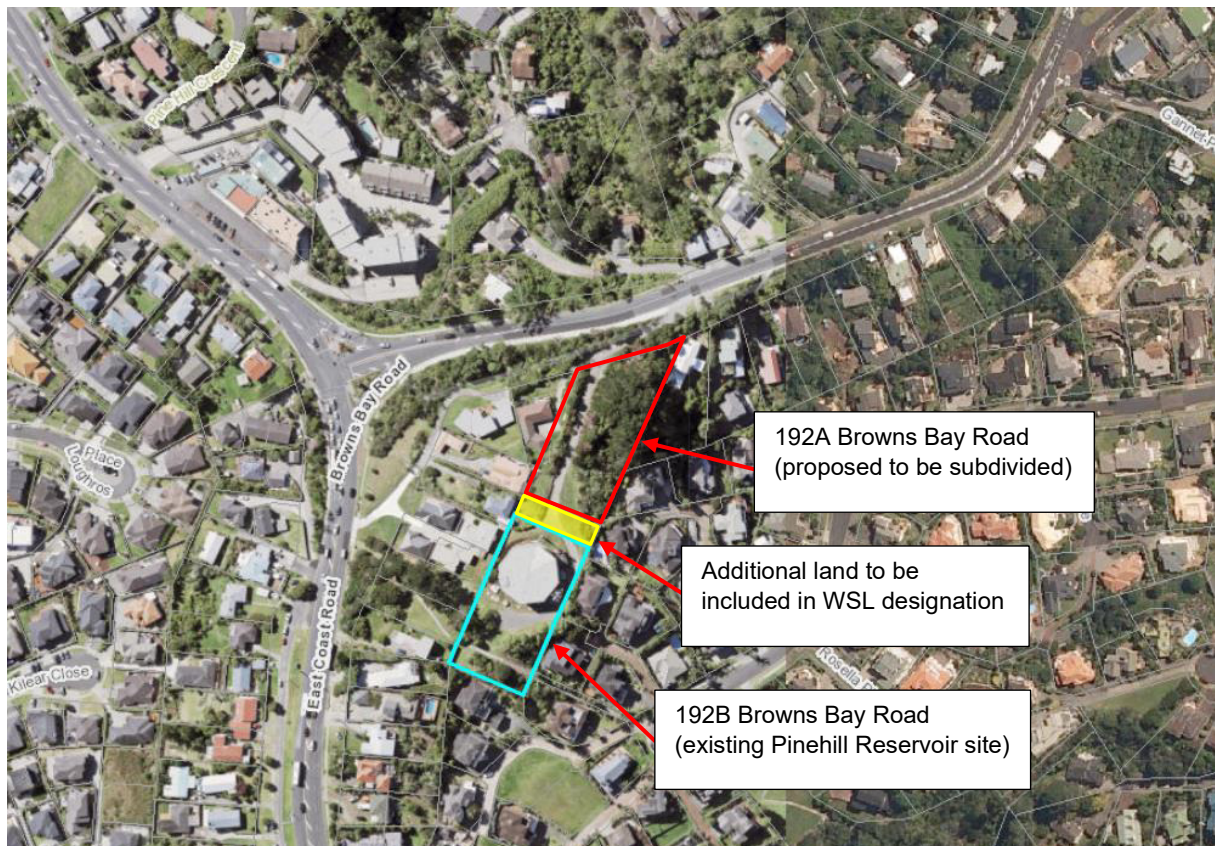 Pine Hill Crescent
Gannet P
Browns Bay Road
Loughros
Place
East Coast Road
Kilear Close
Rosella
192A Browns Bay Road
(proposed to be subdivided)
Additional land to be
included in WSL designation
192B Browns Bay Road
(existing Pinehill Reservoir site)